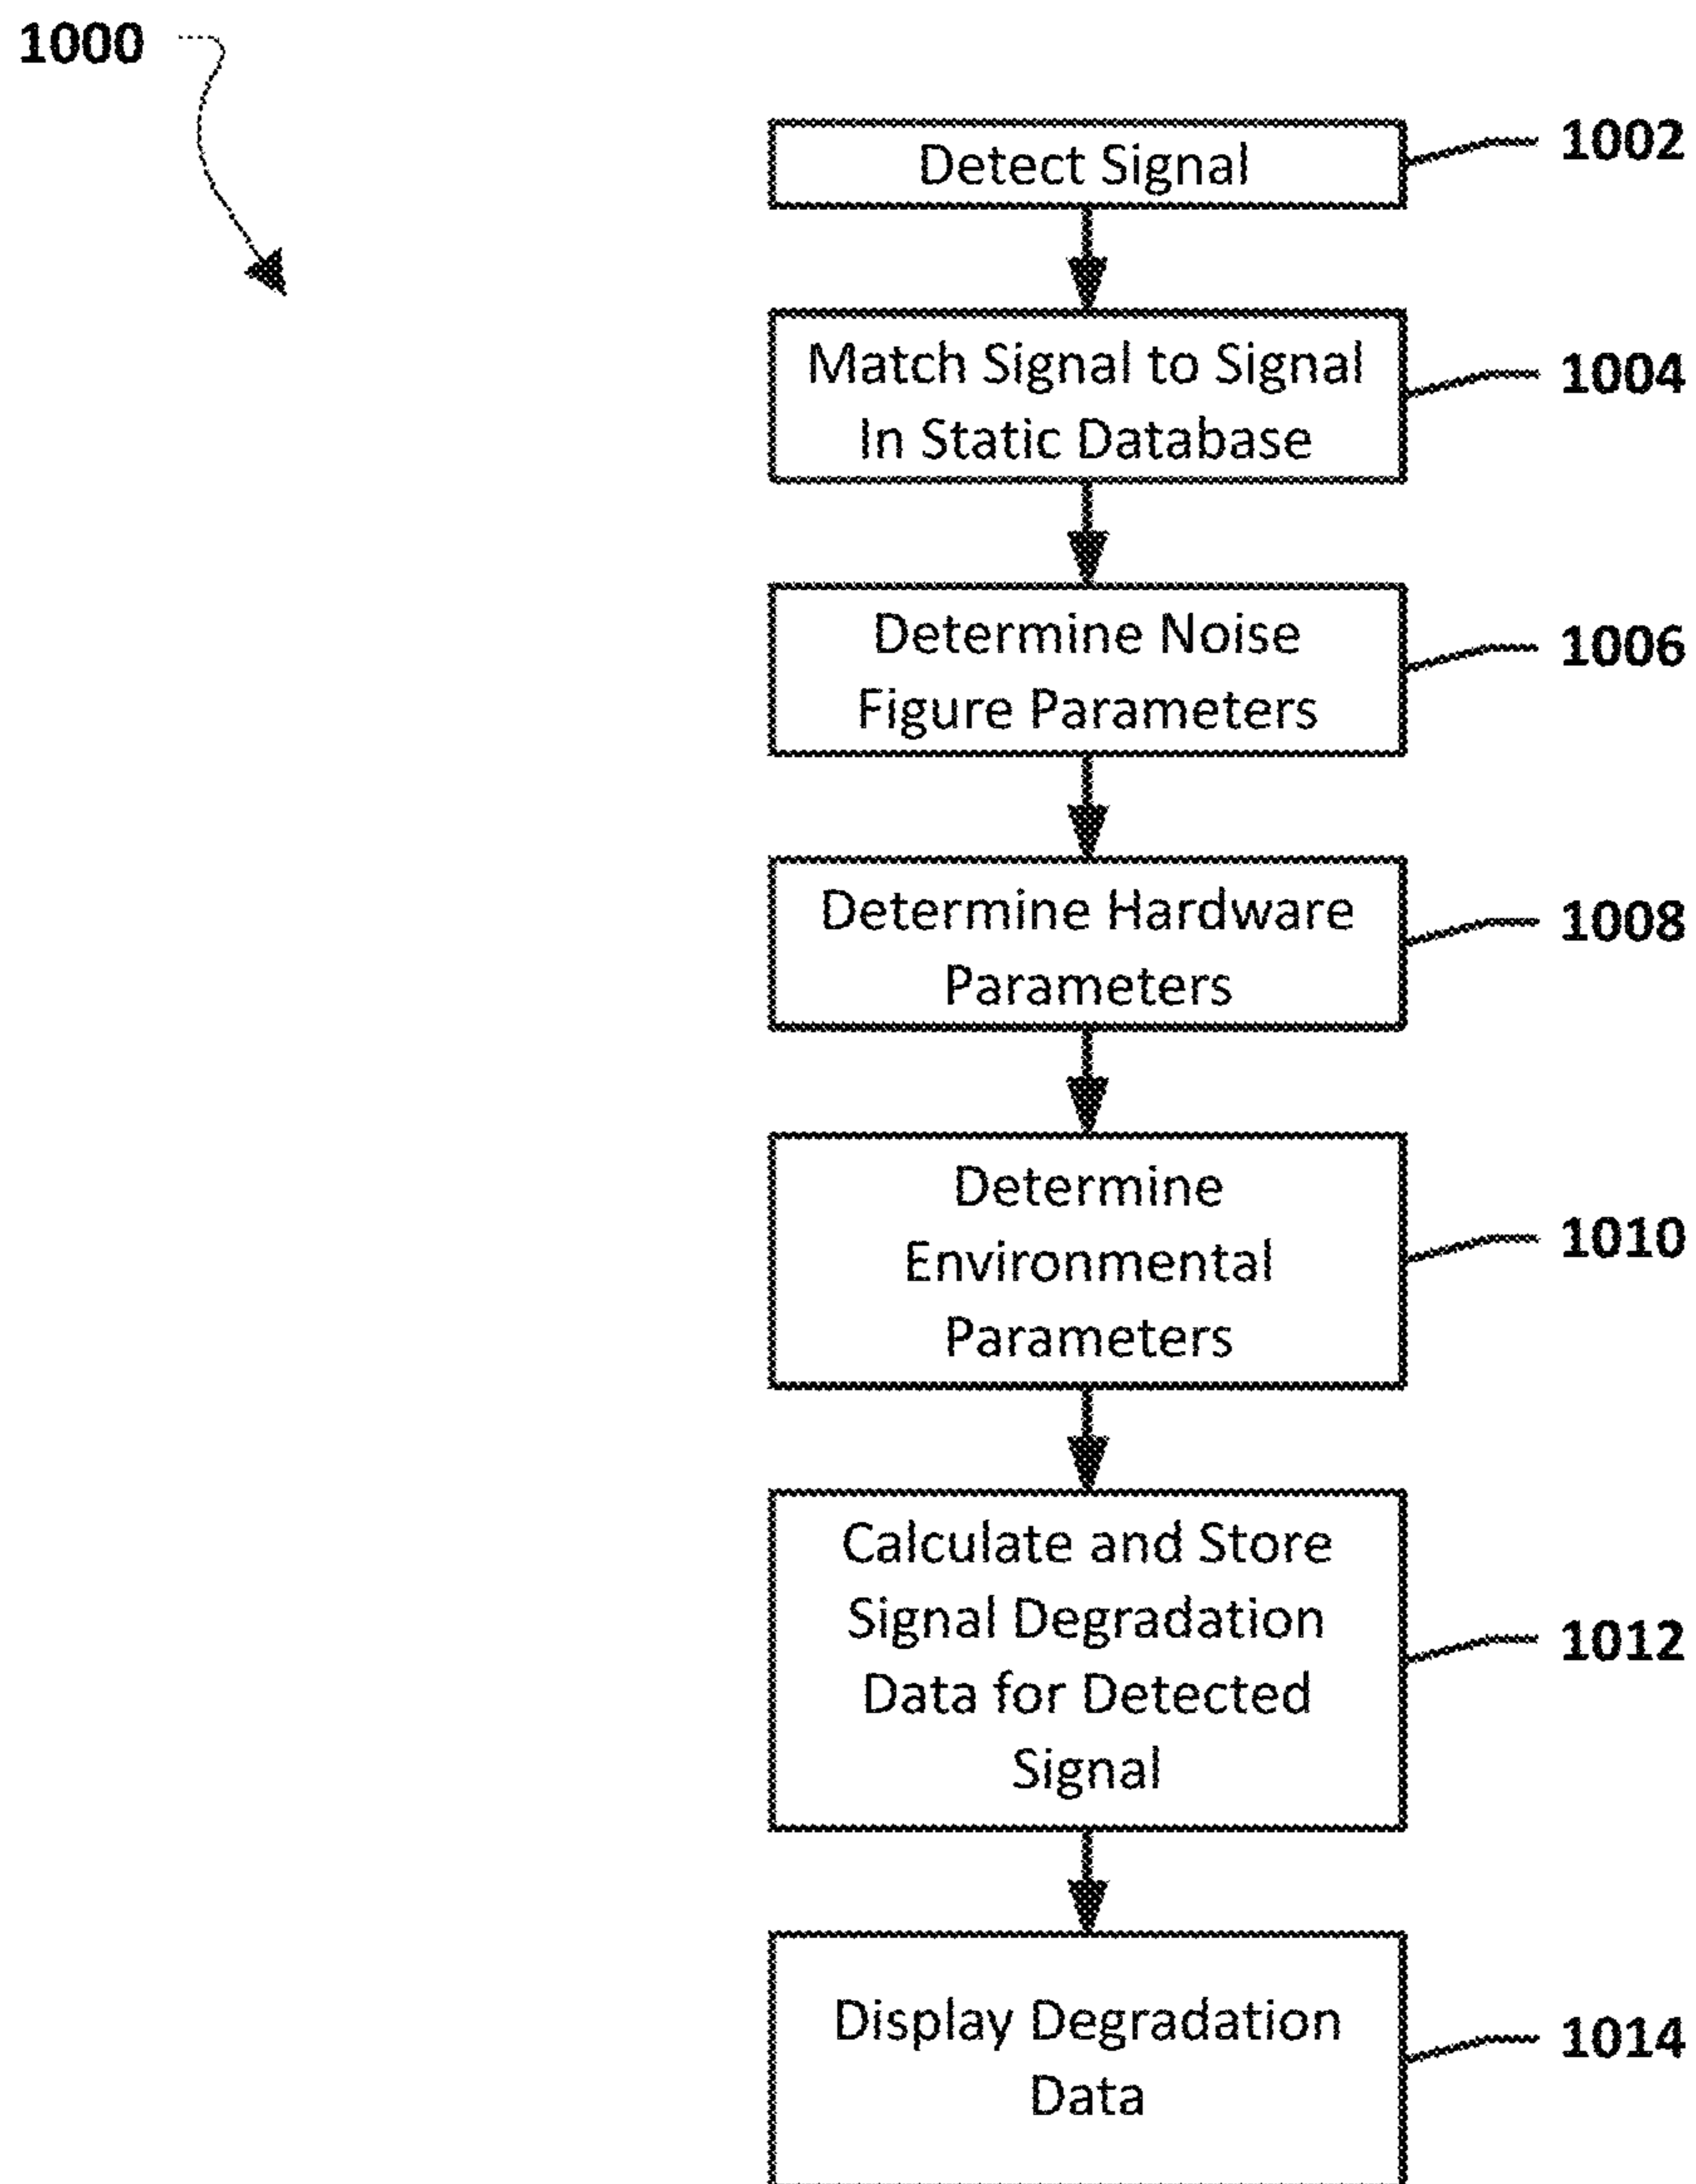 1000
Detect Signal
1002
Match Signal to Signal
In Static Database
1004
Determine Noise
Figure Parameters
1006
Determine Hardware
Parameters
1008
Determine
Environmental
Parameters
1010
Calculate and Store
Signal Degradation
Data for Detected
Signal
1012
Display Degradation
Data
1014